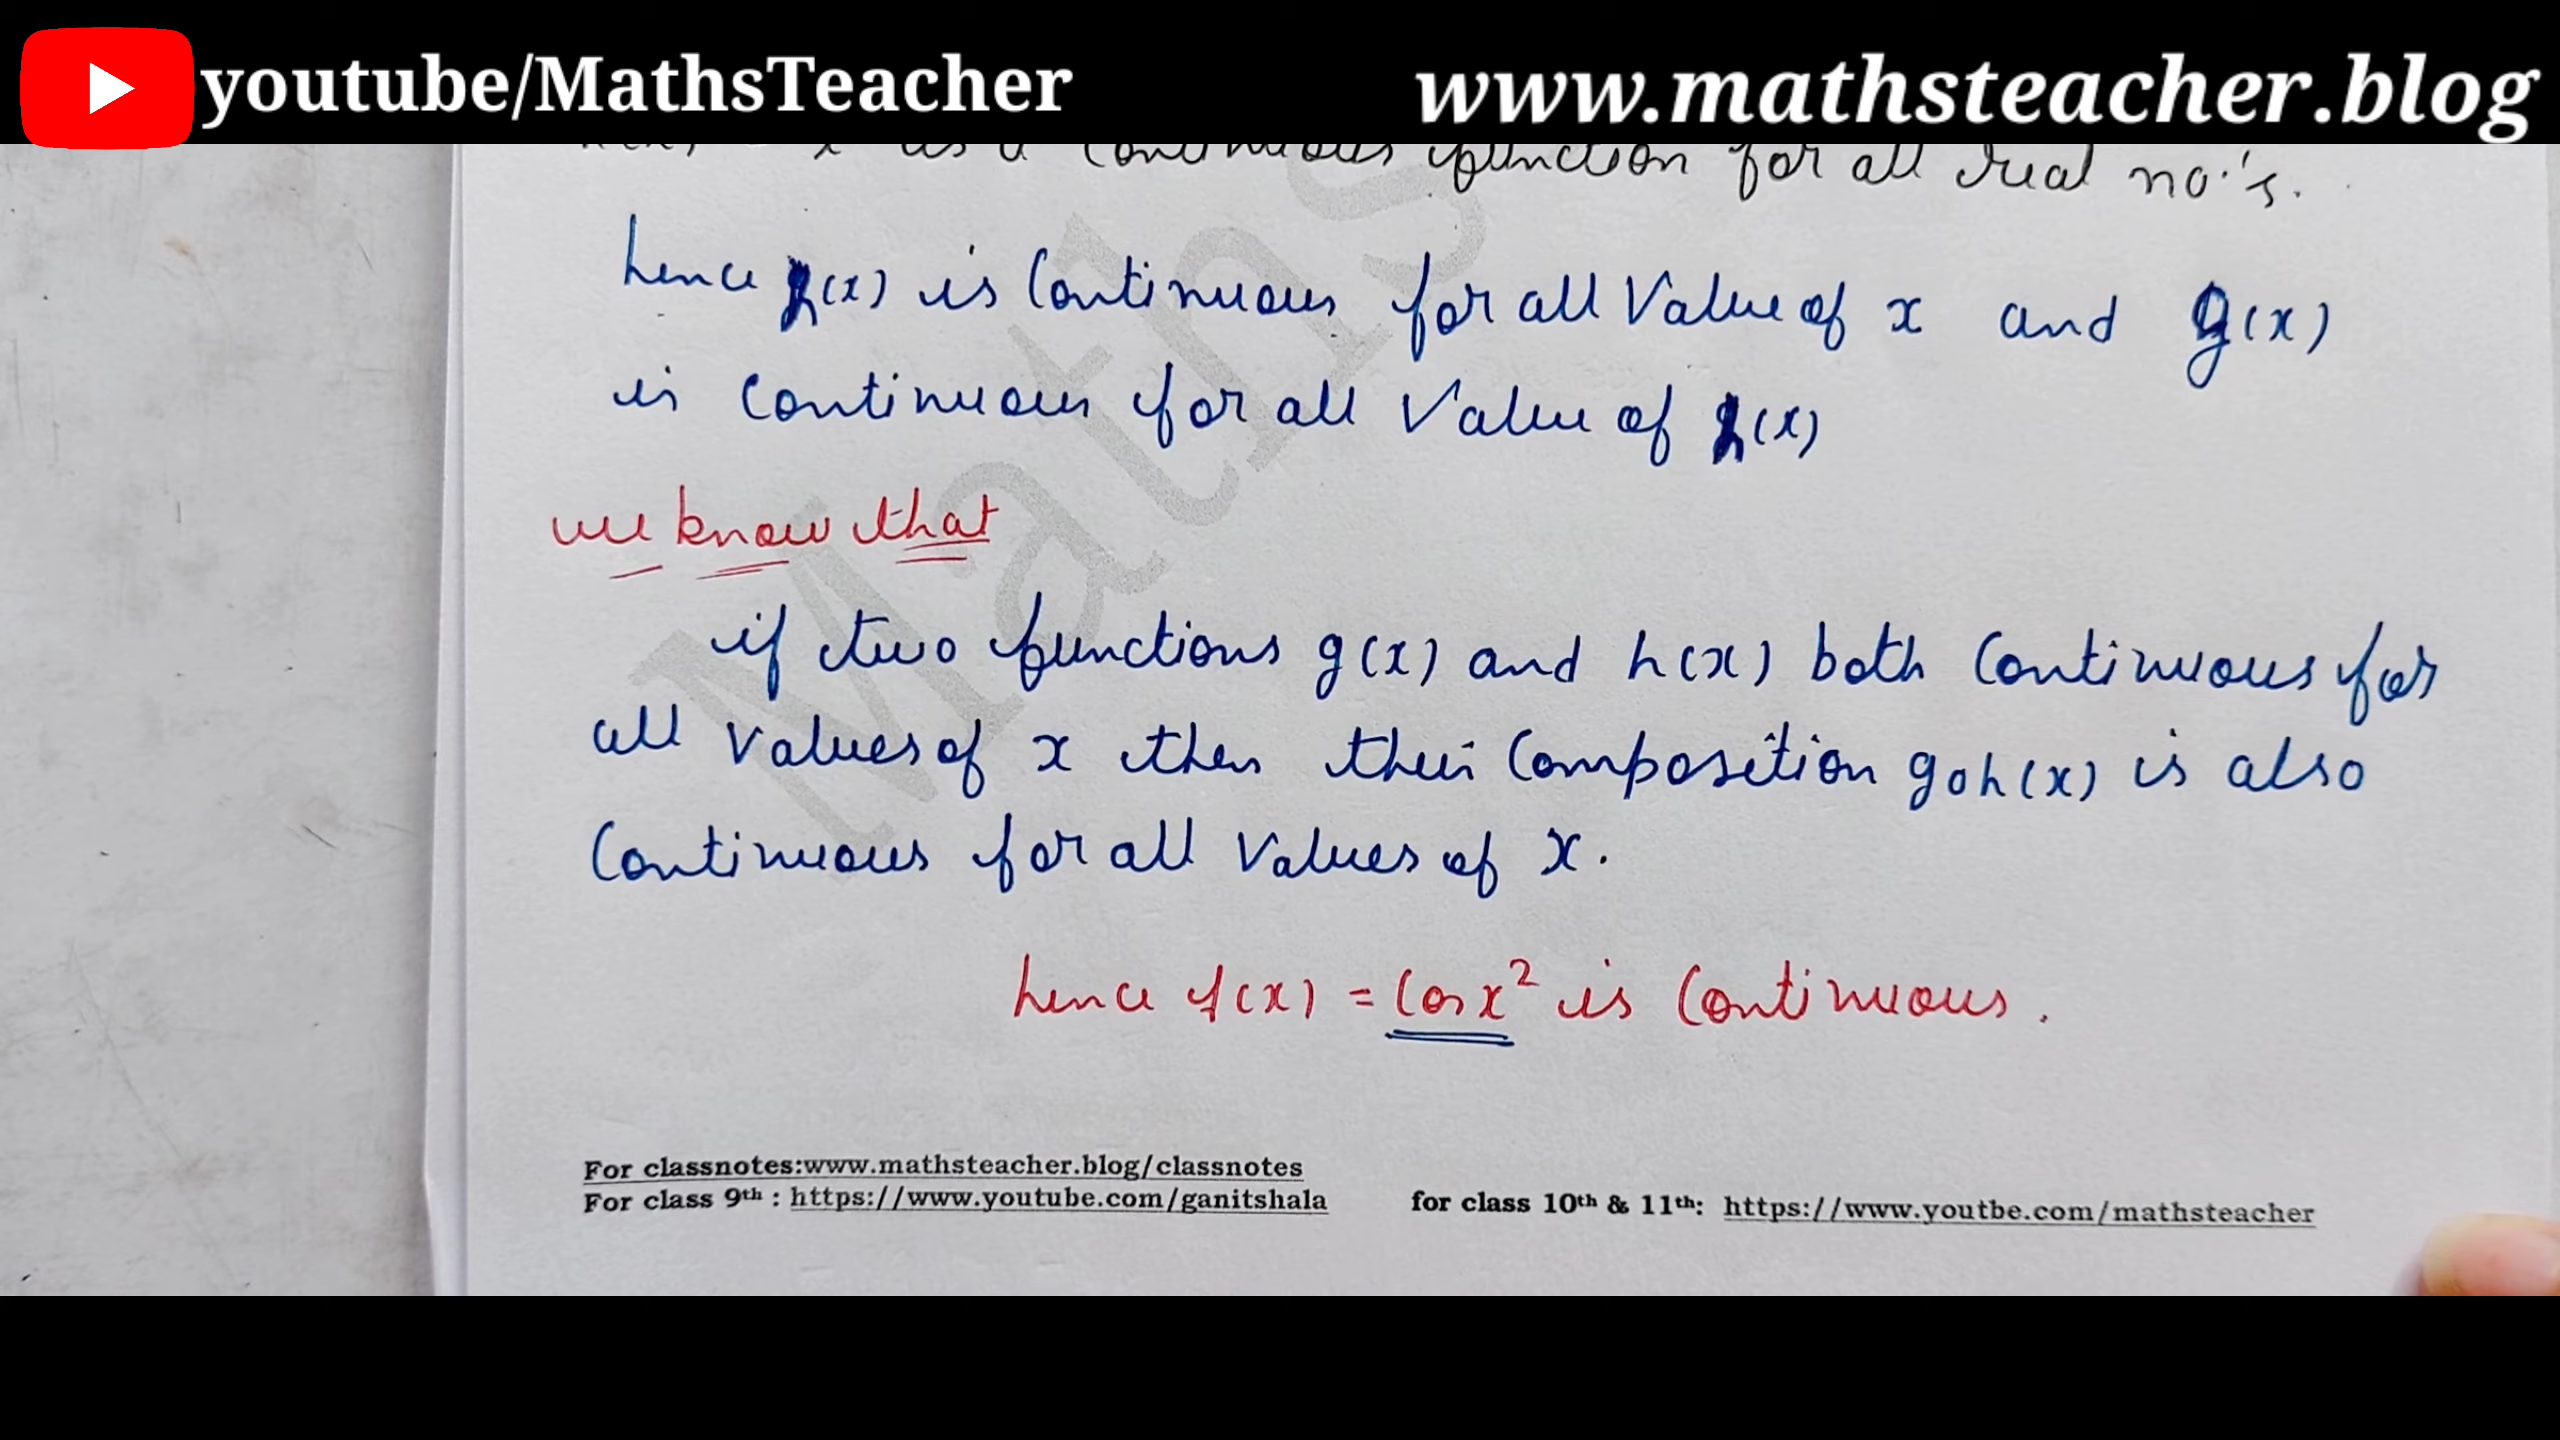 youtube/MathsTeacher www.mathsteacher.blog
x is a continuous function for all real no.'s.
hence h(x) is continuous for all value of x and g(x)
is continuous for all value of h(x)
we know that
if two functions g(x) and h(x) both continuous for
all values of x then their composition goh(x) is also
continuous for all values of x.
hence f(x) = cos x² is continuous.
Maths
For classnotes:www.mathsteacher.blog/classnotes
For class 9th : https://www.youtube.com/ganitshala for class 10th & 11th: https://www.youtbe.com/mathsteacher